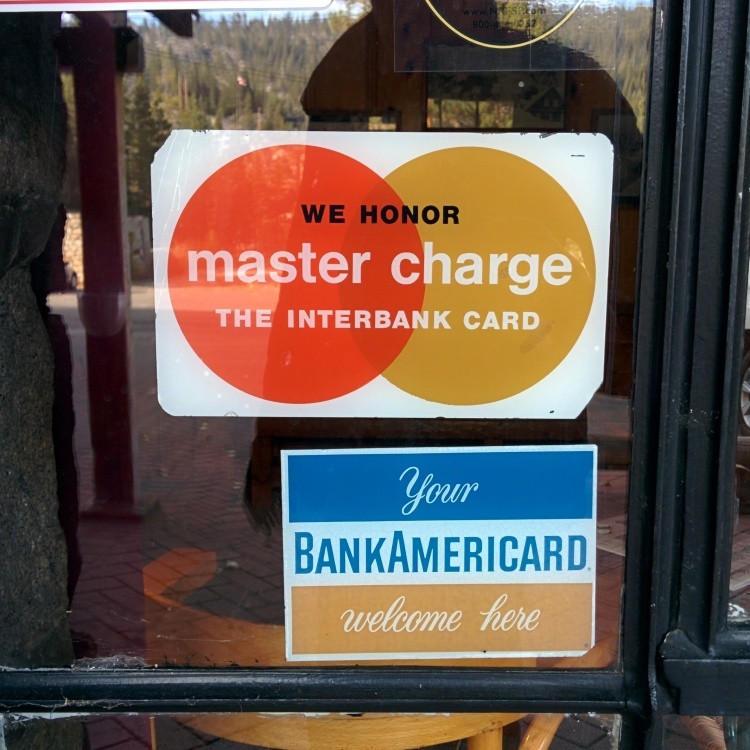 WE HONOR
master charge
THE INTERBANK CARD
Your
BANKAMERICARD
welcome here